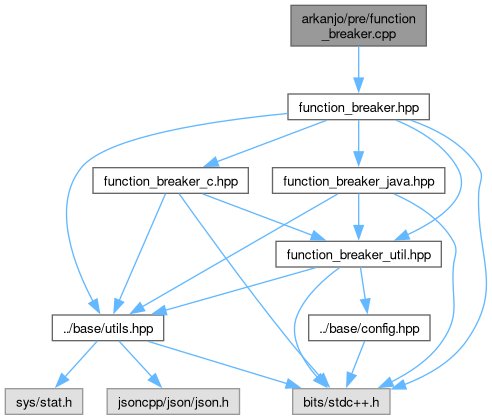 arkanjo/pre/function
_breaker.cpp
function_breaker.hpp
function_breaker_c.hpp
function_breaker_java.hpp
function_breaker_util.hpp
../base/utils.hpp
../base/config.hpp
sys/stat.h
jsoncpp/json/json.h
bits/stdc++.h